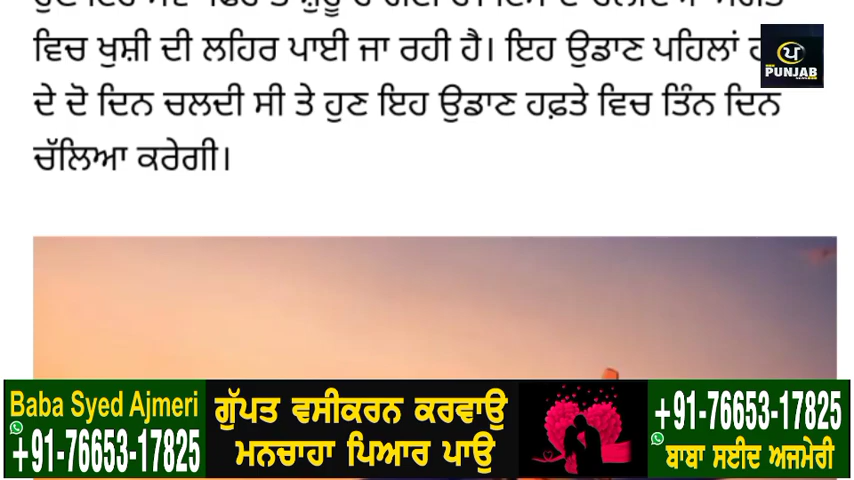 ਵਿਚ ਖੁਸ਼ੀ ਦੀ ਲਹਿਰ ਪਾਈ ਜਾ ਰਹੀ ਹੈ। ਇਹ ਉਡਾਣ ਪਹਿਲਾਂ
ਦੇ ਦੋ ਦਿਨ ਚਲਦੀ ਸੀ ਤੇ ਹੁਣ ਇਹ ਉਡਾਣ ਹਫ਼ਤੇ ਵਿਚ ਤਿੰਨ ਦਿਨ
ਚੱਲਿਆ ਕਰੇਗੀ।
ਪ
PUNJAB
Baba Syed Ajmeri
+91-76653-17825
ਗੁੱਪਤ ਵਸੀਕਰਨ ਕਰਵਾਉ
ਮਨਚਾਹਾ ਪਿਆਰ ਪਾਉ
+91-76653-17825
ਬਾਬਾ ਸਈਦ ਅਜਮੇਰੀ